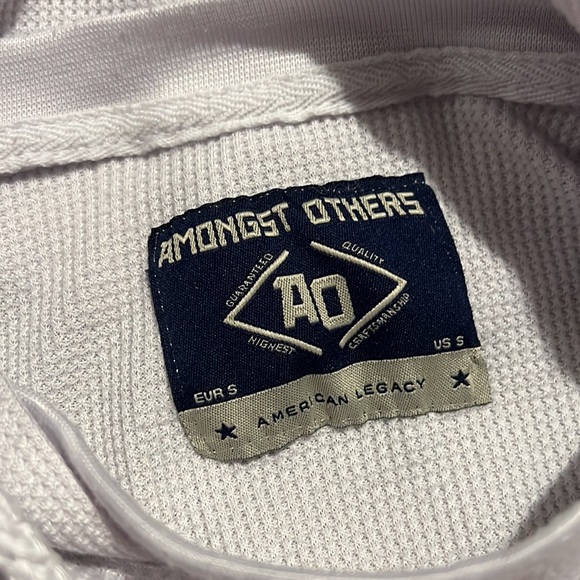 AMONGST OTHERS
GUARANTEED
QUALITY
AO
HIGHEST
CRAFTSMANSHIP
EUR S
US S
★ AMERICAN LEGACY ★